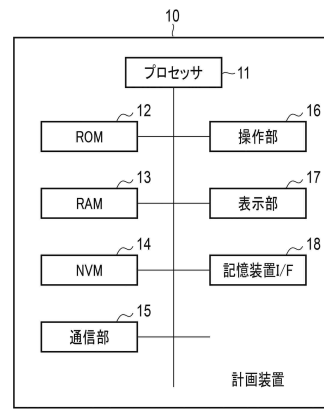 10
プロセッサ 11
12 16
ROM 操作部
13 17
RAM 表示部
14 18
NVM 記憶装置I/F
15
通信部
計画装置